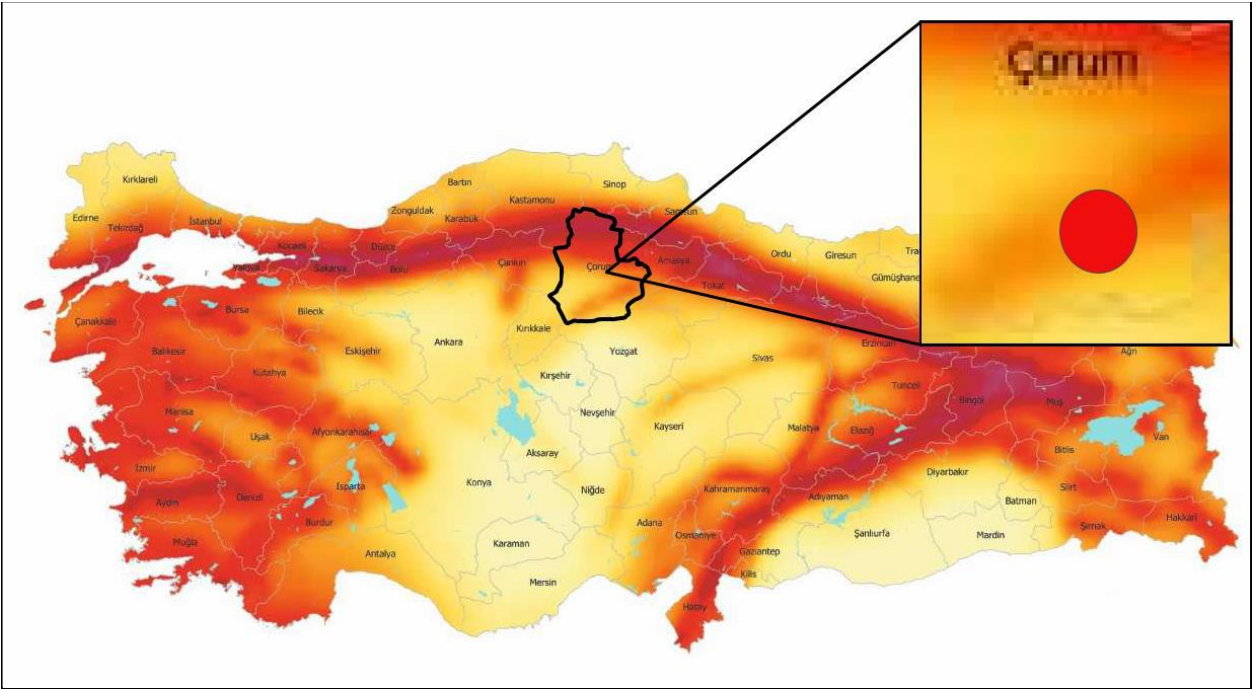 Çorum
Kırklareli
Bartın
Sinop
Kastamonu
Edirne
Zonguldak
Samsun
Tekirdağ
İstanbul
Karabük
Kocaeli
Düzce
Ordu
Giresun
Tra
Yalova
Sakarya
Bolu
Çankırı
Çorum
Amasya
Tokat
Gümüşhane
Çanakkale
Bursa
Bilecik
Kırıkkale
Ankara
Erzincan
Balıkesir
Eskişehir
Yozgat
Sivas
Ağrı
Kütahya
Kırşehir
Tunceli
Bingöl
Muş
Manisa
Nevşehir
Uşak
Afyonkarahisar
Kayseri
Malatya
Elazığ
Van
Aksaray
Bitlis
İzmir
Diyarbakır
Aydın
Denizli
Isparta
Konya
Niğde
Kahramanmaraş
Adıyaman
Batman
Siirt
Burdur
Adana
Osmaniye
Şanlıurfa
Mardin
Şırnak
Hakkari
Muğla
Antalya
Karaman
Gaziantep
Mersin
Kilis
Hatay